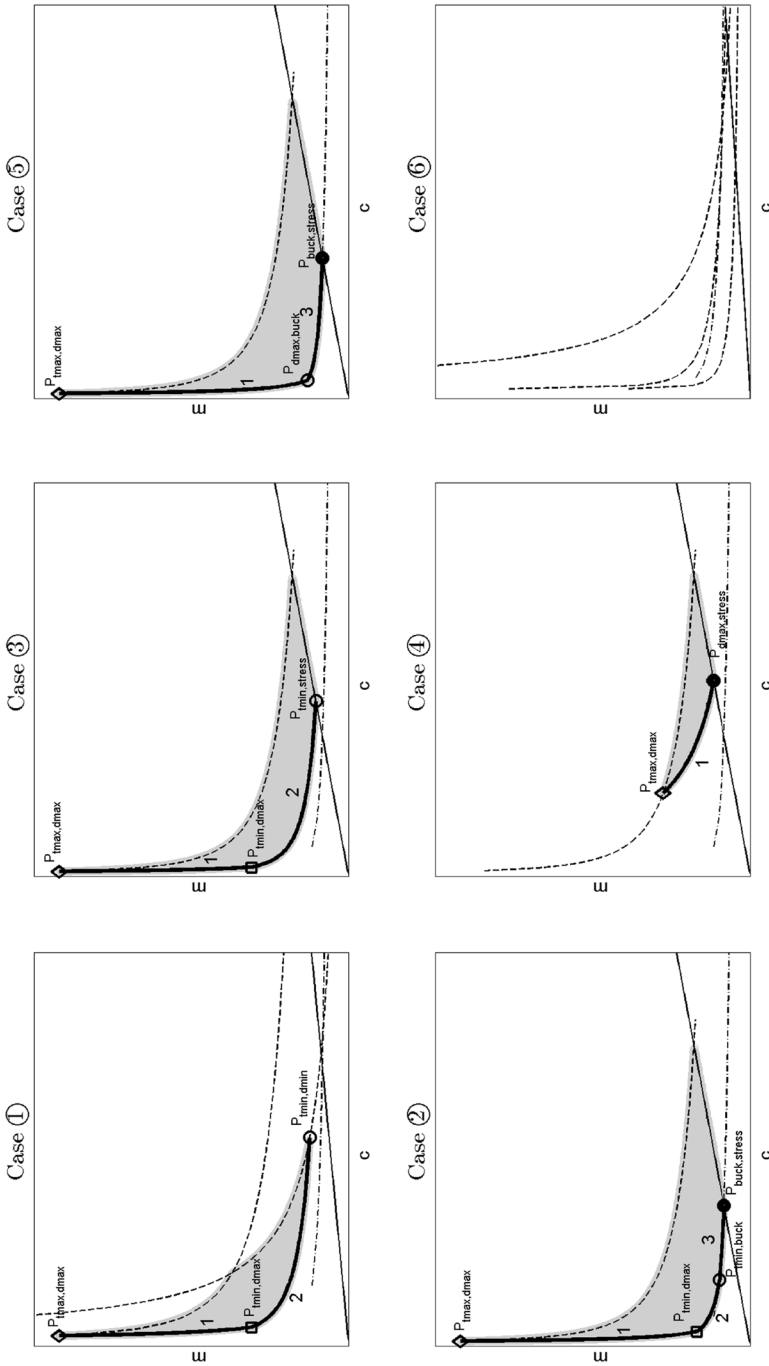 Case ①
P tmax,dmax
1
P tmin,dmax
2
P tmin,dmin
m
c
Case ③
P tmax,dmax
1
P tmin,dmax
2
P tmin,stress
m
c
Case ⑤
P tmax,dmax
1
P dmax,buck
3
P buck,stress
m
c
Case ②
P tmax,dmax
1
P tmin,dmax
2
P tmin,buck
3
P buck,stress
m
c
Case ④
P tmax,dmax
1
P dmax,stress
m
c
Case ⑥
m
c